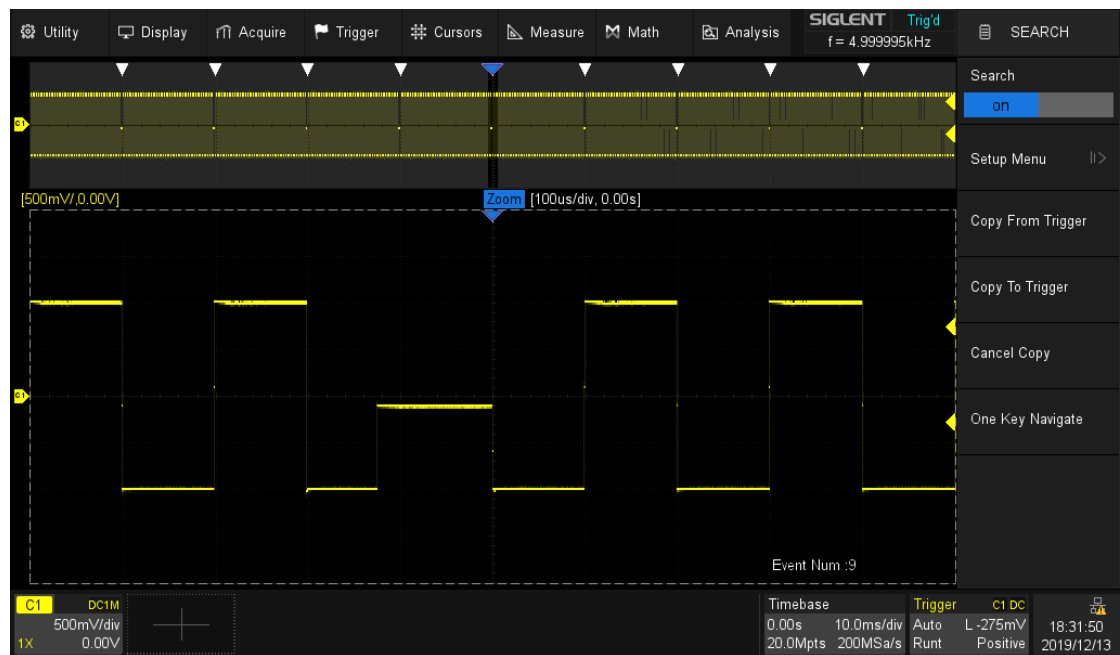 Utility Display Acquire Trigger Cursors Measure Math Analysis
SIGLENT Trig'd
f = 4.999995kHz
SEARCH
Search
on
Setup Menu
Copy From Trigger
Copy To Trigger
Cancel Copy
One Key Navigate
C1
[500mV/,0.00V]
Zoom [100us/div, 0.00s]
C1
Event Num :9
C1 DC1M
500mV/div
1X 0.00V
Timebase
0.00s 10.0ms/div
20.0Mpts 200MSa/s
Trigger C1 DC
Auto L -275mV
Runt Positive
18:31:50
2019/12/13